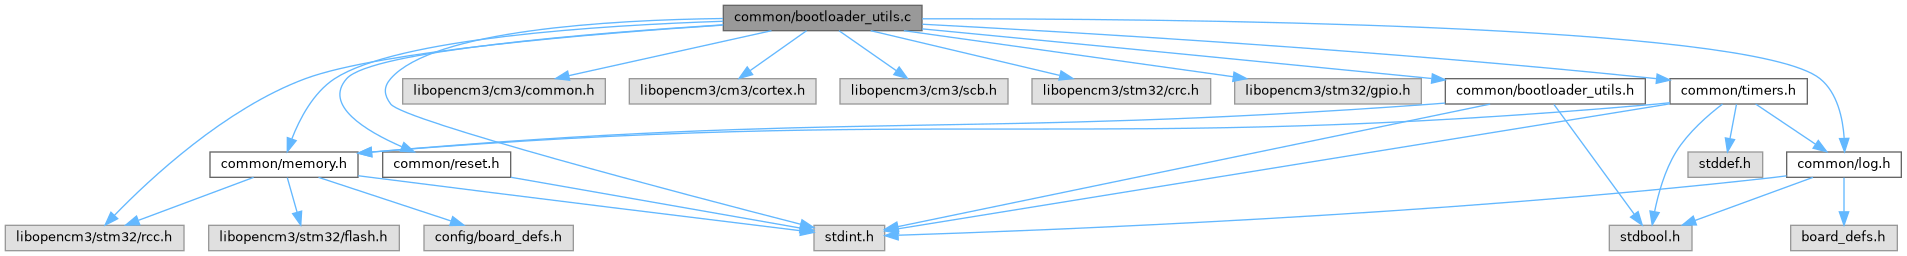 common/bootloader_utils.c
libopencm3/cm3/common.h
libopencm3/cm3/cortex.h
libopencm3/cm3/scb.h
libopencm3/stm32/crc.h
libopencm3/stm32/gpio.h
common/bootloader_utils.h
common/timers.h
common/memory.h
common/reset.h
stddef.h
common/log.h
libopencm3/stm32/rcc.h
libopencm3/stm32/flash.h
config/board_defs.h
stdint.h
stdbool.h
board_defs.h